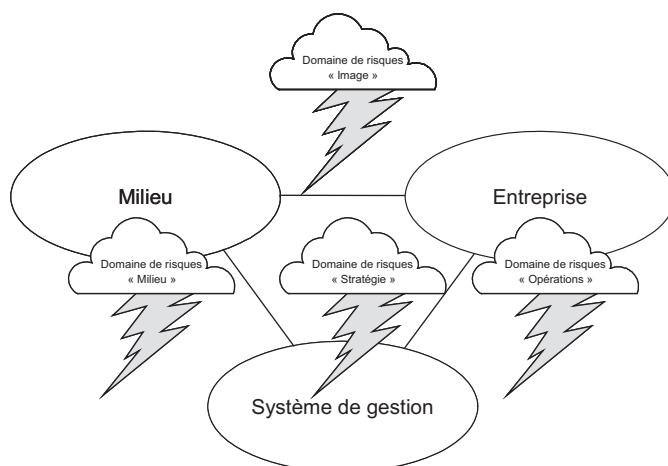 Domaine de risques
« Image »
Milieu
Entreprise
Domaine de risques
« Milieu »
Domaine de risques
« Stratégie »
Domaine de risques
« Opérations »
Système de gestion